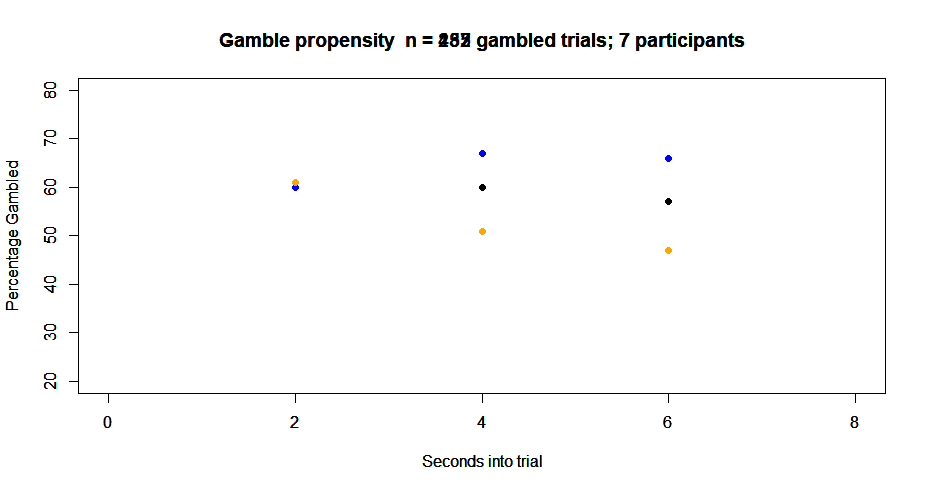 Gamble propensity n = gambled trials; 7 participants
80
70
60
50
40
30
20
Percentage Gambled
0 2 4 6 8
Seconds into trial